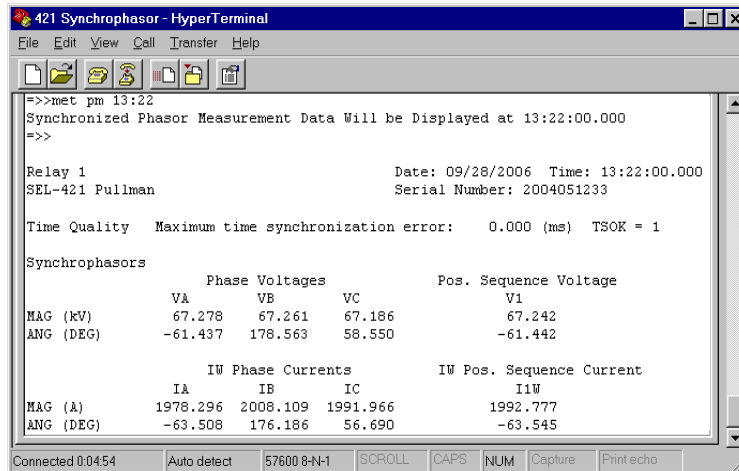 421 Synchrophasor - HyperTerminal
File Edit View Call Transfer Help
=>>met pm 13:22
Synchronized Phasor Measurement Data Will be Displayed at 13:22:00.000
=>>
Relay 1 Date: 09/28/2006 Time: 13:22:00.000
SEL-421 Pullman Serial Number: 2004051233
Time Quality Maximum time synchronization error: 0.000 (ms) TSOK = 1
Synchrophasors
Phase Voltages Pos. Sequence Voltage
VA VB VC V1
MAG (kV) 67.278 67.261 67.186 67.242
ANG (DEG) -61.437 178.563 58.550 -61.442
IW Phase Currents IW Pos. Sequence Current
IA IB IC I1W
MAG (A) 1978.296 2008.109 1991.966 1992.777
ANG (DEG) -63.508 176.186 56.690 -63.545
Connected 0:04:54 Auto detect 57600 8-N-1 SCROLL CAPS NUM Capture Print echo